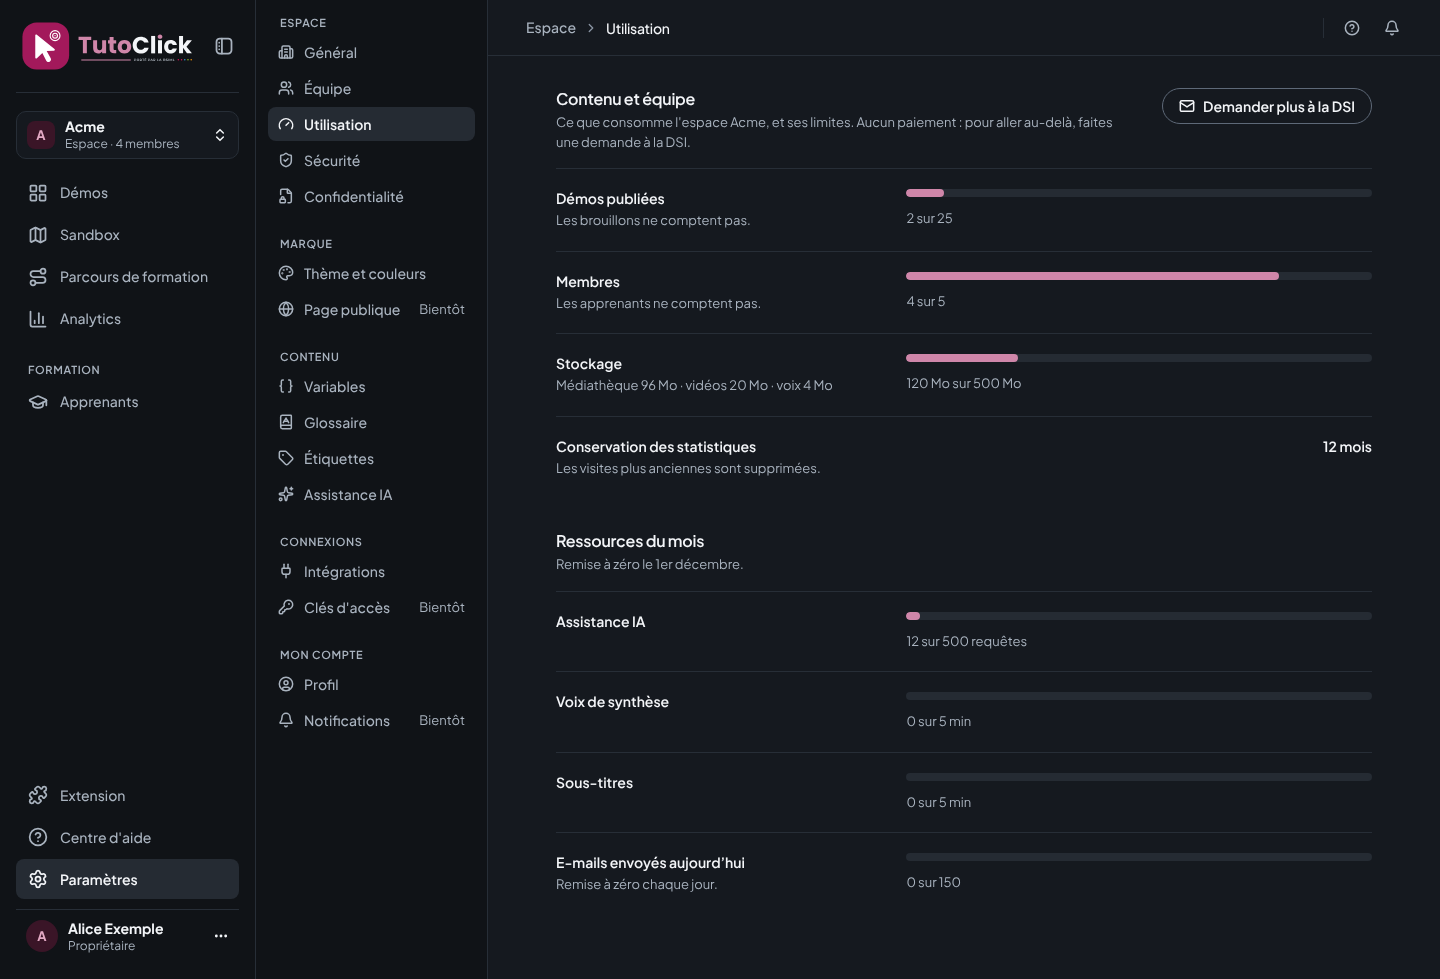 TutoClick
Acme
A
Espace · 4 membres
Démos
Sandbox
Parcours de formation
Analytics
FORMATION
Apprenants
Extension
Centre d'aide
Paramètres
A
Alice Exemple
Propriétaire
ESPACE
Général
Équipe
Utilisation
Sécurité
Confidentialité
MARQUE
Thème et couleurs
Page publique Bientôt
CONTENU
Variables
Glossaire
Étiquettes
Assistance IA
CONNEXIONS
Intégrations
Clés d'accès Bientôt
MON COMPTE
Profil
Notifications Bientôt
Espace > Utilisation
Contenu et équipe
Ce que consomme l'espace Acme, et ses limites. Aucun paiement : pour aller au-delà, faites
une demande à la DSI.
Demander plus à la DSI
Démos publiées
Les brouillons ne comptent pas.
2 sur 25
Membres
Les apprenants ne comptent pas.
4 sur 5
Stockage
Médiathèque 96 Mo · vidéos 20 Mo · voix 4 Mo
120 Mo sur 500 Mo
Conservation des statistiques
Les visites plus anciennes sont supprimées.
12 mois
Ressources du mois
Remise à zéro le 1er décembre.
Assistance IA
12 sur 500 requêtes
Voix de synthèse
0 sur 5 min
Sous-titres
0 sur 5 min
E-mails envoyés aujourd’hui
Remise à zéro chaque jour.
0 sur 150